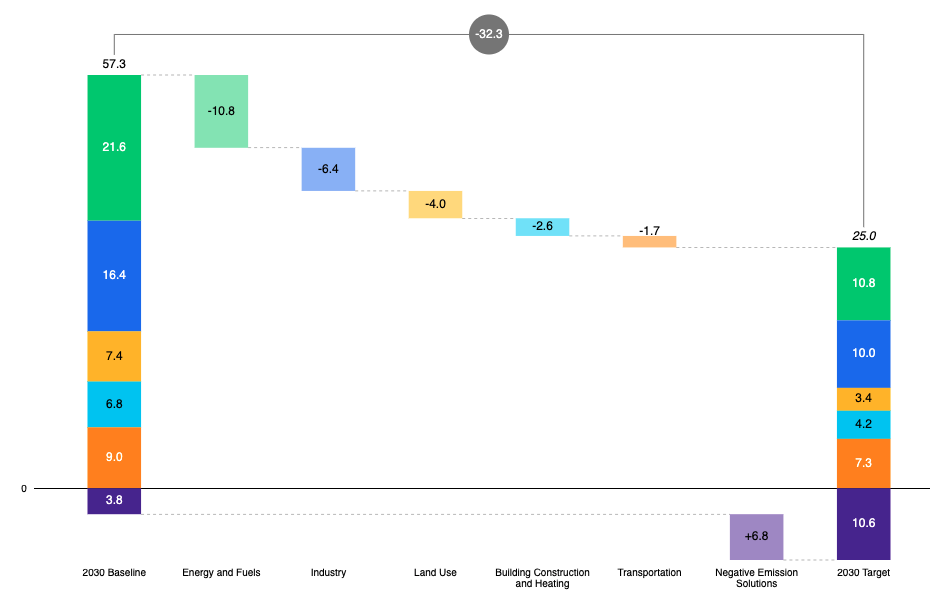 -32.3
57.3
21.6
16.4
7.4
6.8
9.0
3.8
-10.8
-6.4
-4.0
-2.6
-1.7
+6.8
25.0
10.8
10.0
3.4
4.2
7.3
10.6
0
2030 Baseline
Energy and Fuels
Industry
Land Use
Building Construction
and Heating
Transportation
Negative Emission
Solutions
2030 Target